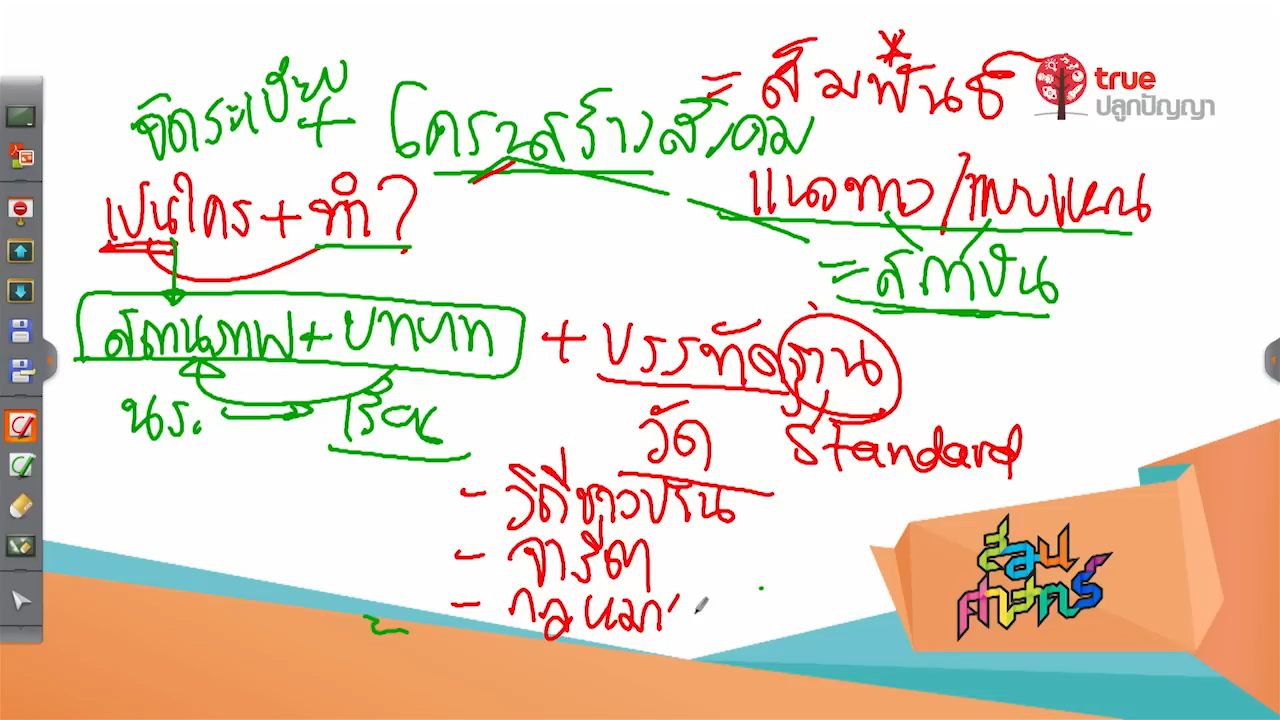 = สัมพันธ์
true
ปลูกปัญญา
จัดระเบียบ + โครงสร้างสังคม
เป็นใคร + ทำ ?
แนวทาง/แบบแผน
= สถาบัน
สถานภาพ + บทบาท + บรรทัดฐาน
นร. เรียน
วัด Standard
- วิถีชาวบ้าน
- จารีต
- กฎหมา
สอน
ศาสตร์